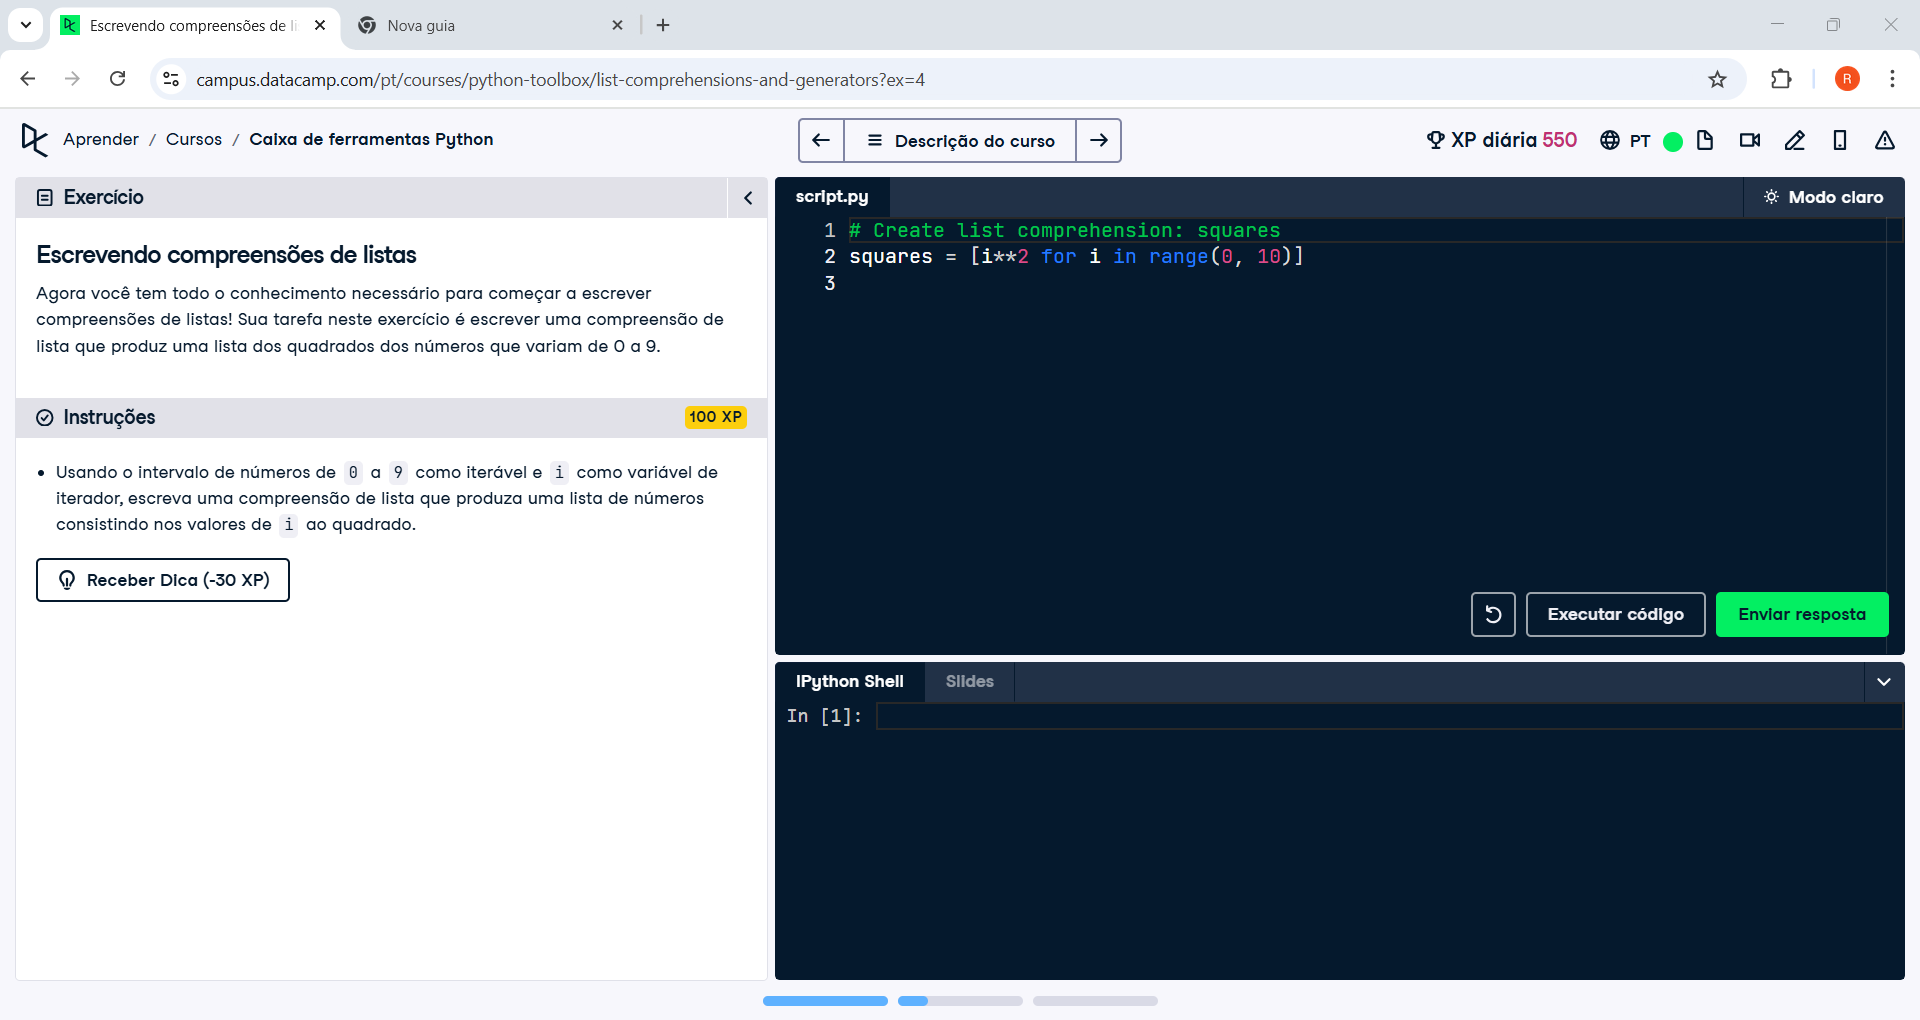 Escrevendo compreensões de li
Nova guia
campus.datacamp.com/pt/courses/python-toolbox/list-comprehensions-and-generators?ex=4
R
Aprender / Cursos / Caixa de ferramentas Python
Descrição do curso
XP diária 550
PT
Exercício
Escrevendo compreensões de listas
Agora você tem todo o conhecimento necessário para começar a escrever
compreensões de listas! Sua tarefa neste exercício é escrever uma compreensão de
lista que produz uma lista dos quadrados dos números que variam de 0 a 9.
Instruções
100 XP
• Usando o intervalo de números de 0 a 9 como iterável e i como variável de
iterador, escreva uma compreensão de lista que produza uma lista de números
consistindo nos valores de i ao quadrado.
Receber Dica (-30 XP)
script.py
Modo claro
1 # Create list comprehension: squares
2 squares = [i**2 for i in range(0, 10)]
3
Executar código
Enviar resposta
IPython Shell
Slides
In [1]: